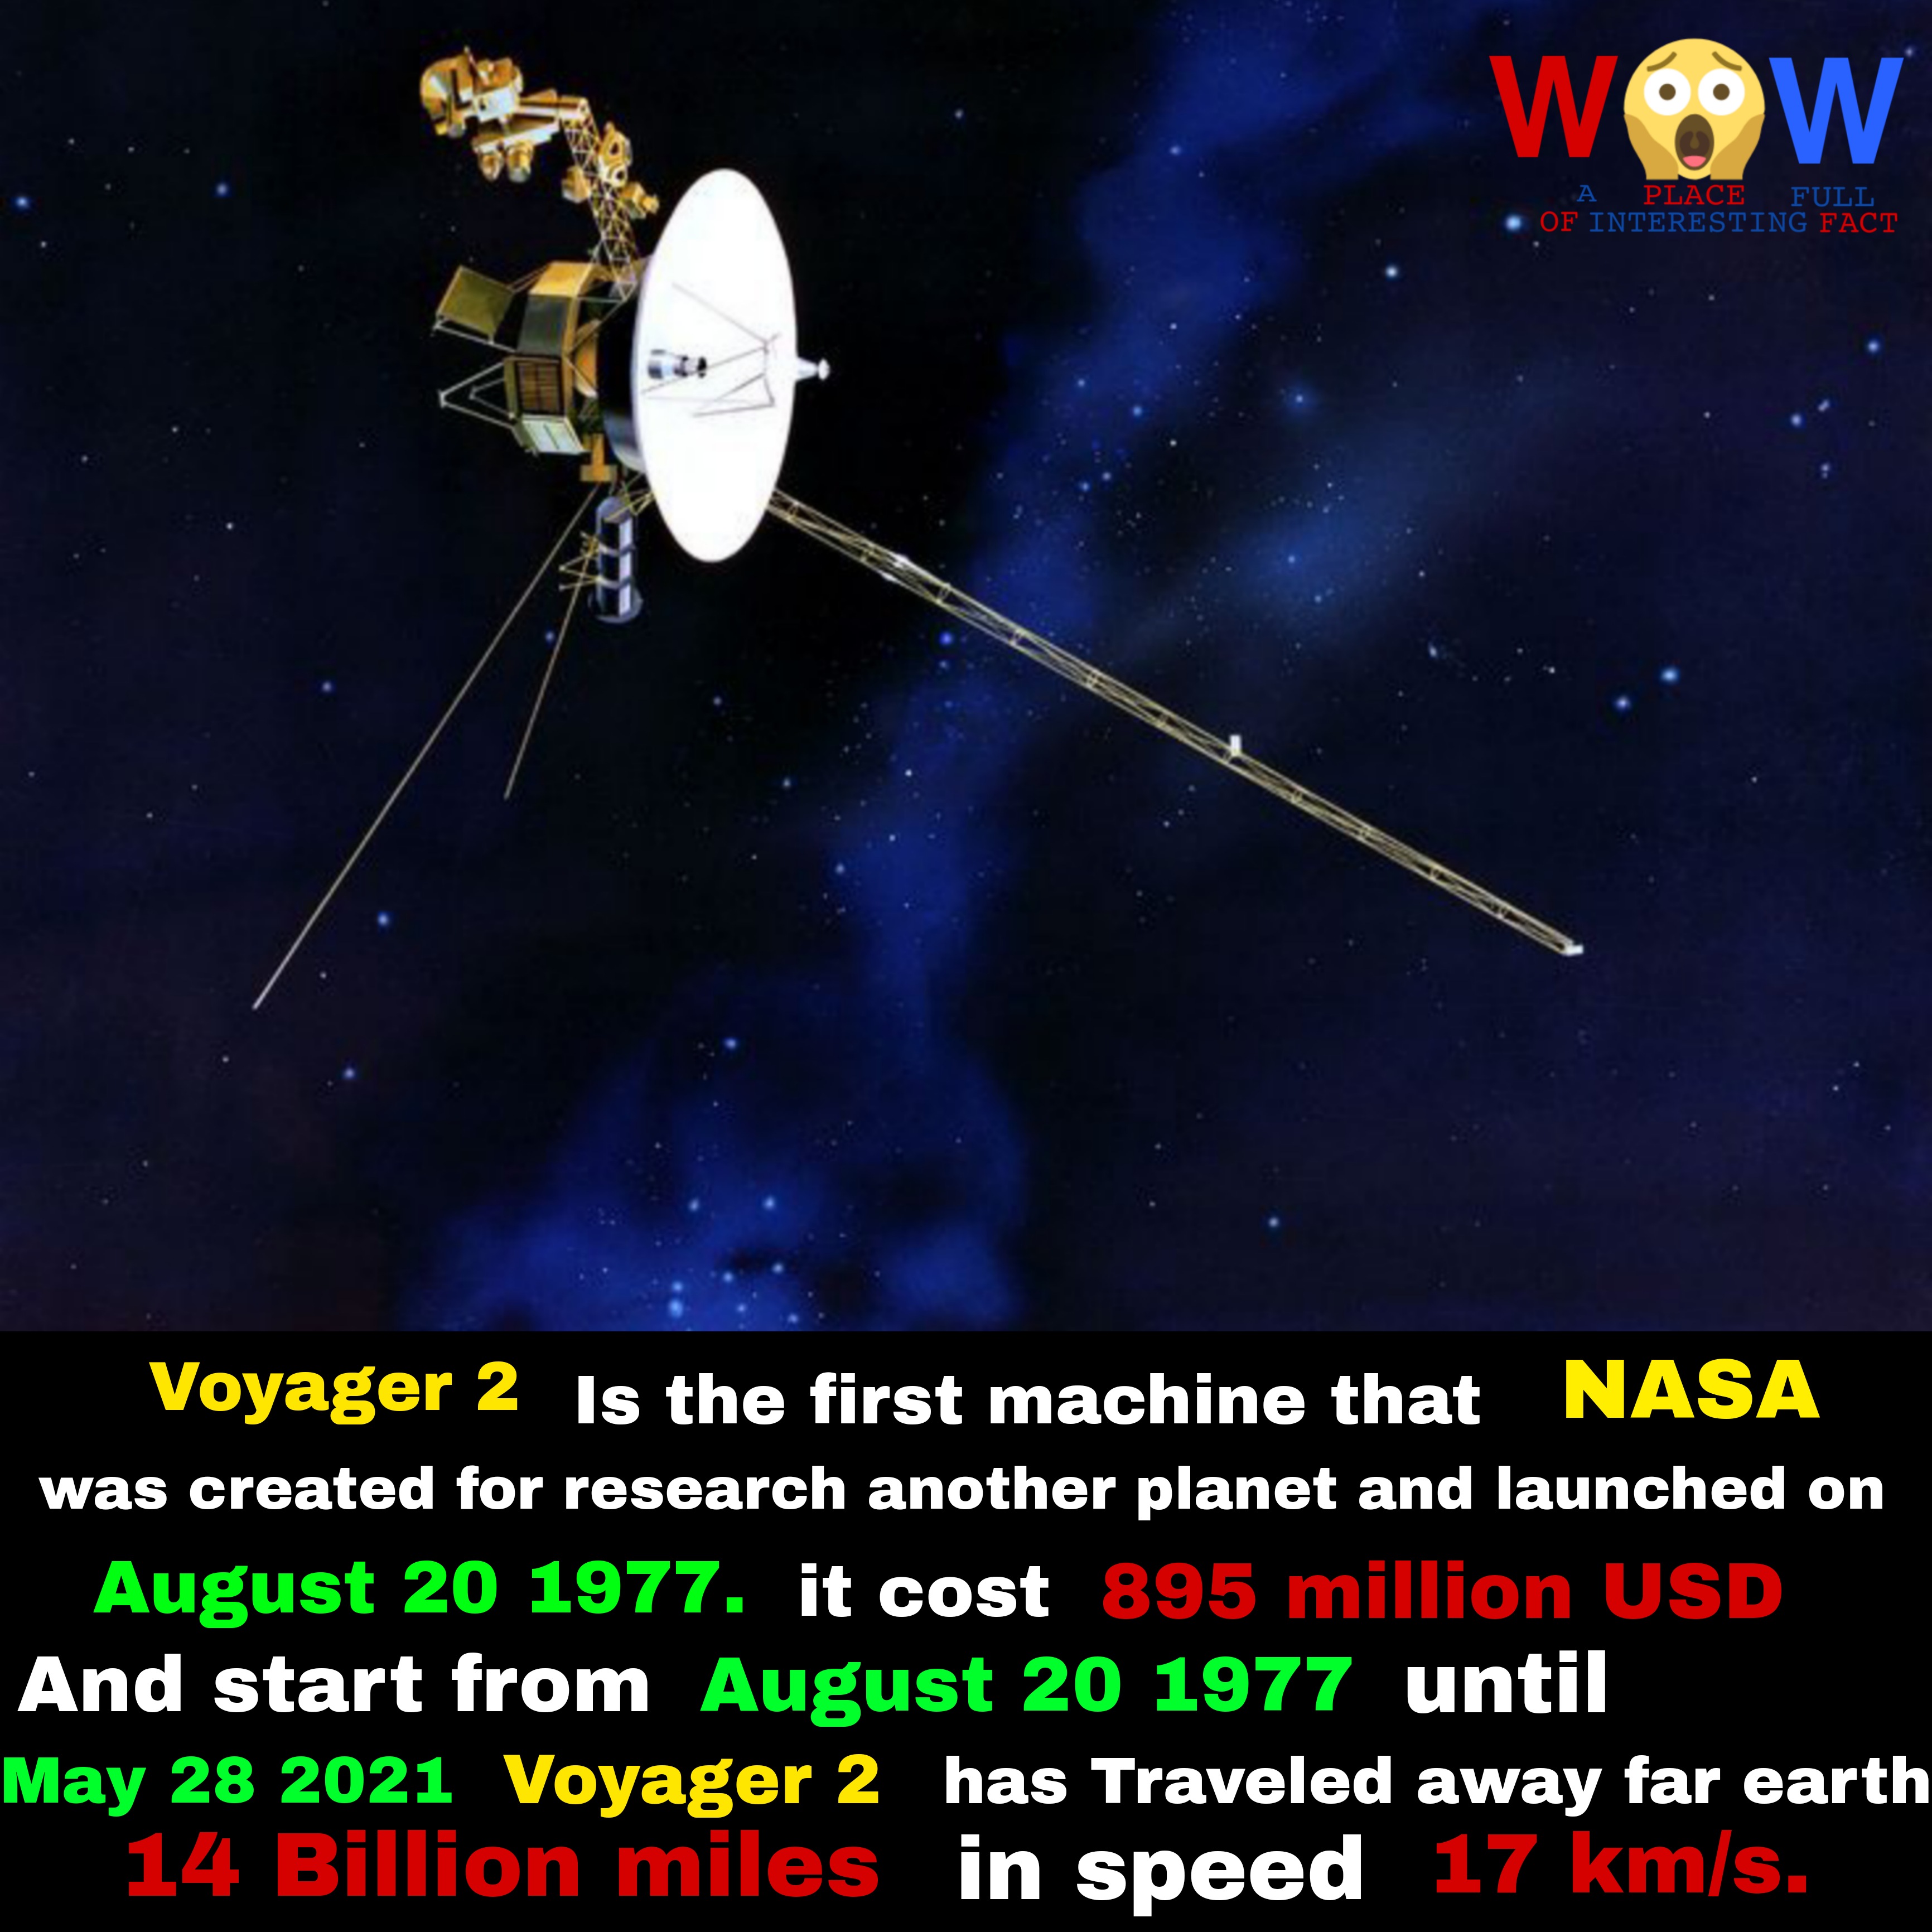 WOW
A PLACE FULL
OF INTERESTING FACT
Voyager 2 Is the first machine that NASA
was created for research another planet and launched on
August 20 1977. it cost 895 million USD
And start from August 20 1977 until
May 28 2021 Voyager 2 has Traveled away far earth
14 Billion miles in speed 17 km/s.